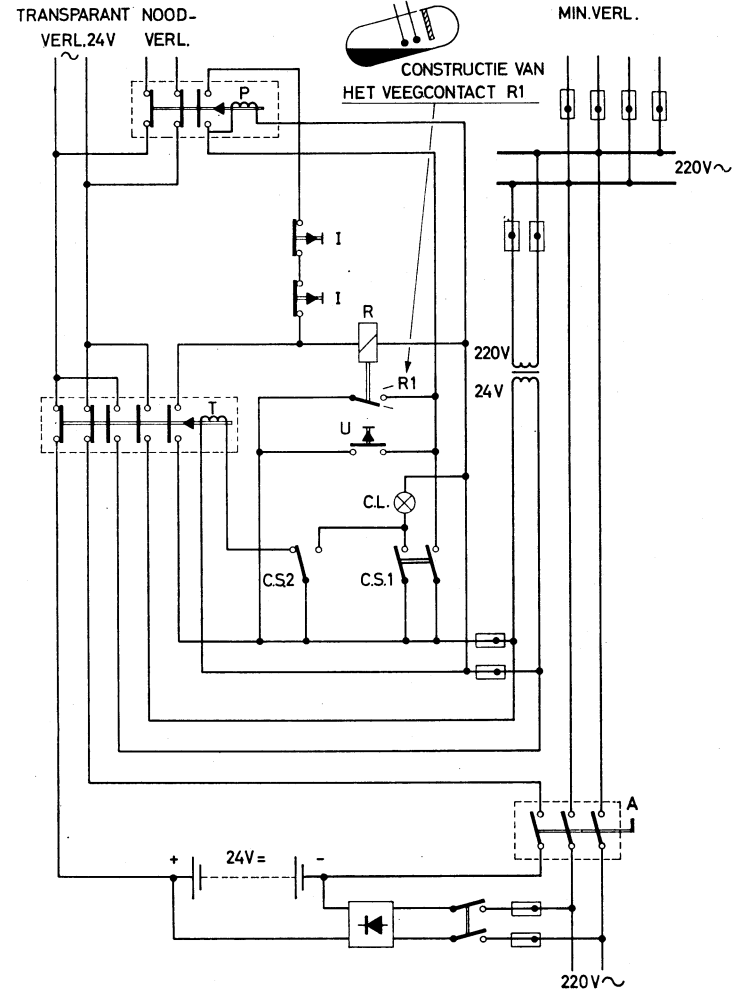 TRANSPARANT NOOD-
VERL.24V VERL.
~
MIN.VERL.
CONSTRUCTIE VAN
HET VEEGCONTACT R1
P
220V~
I
I
R
220V
R1
24V
T
U
C.L.
C.S.2
C.S.1
A
+ 24V= -
220V~